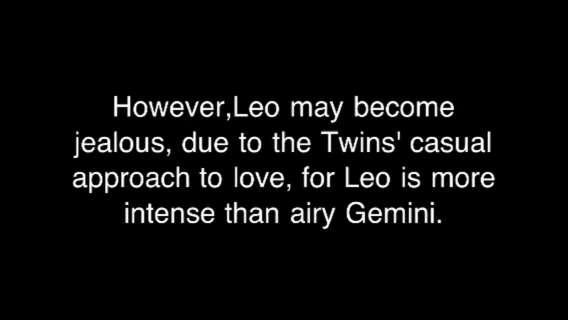 However,Leo may become
jealous, due to the Twins' casual
approach to love, for Leo is more
intense than airy Gemini.